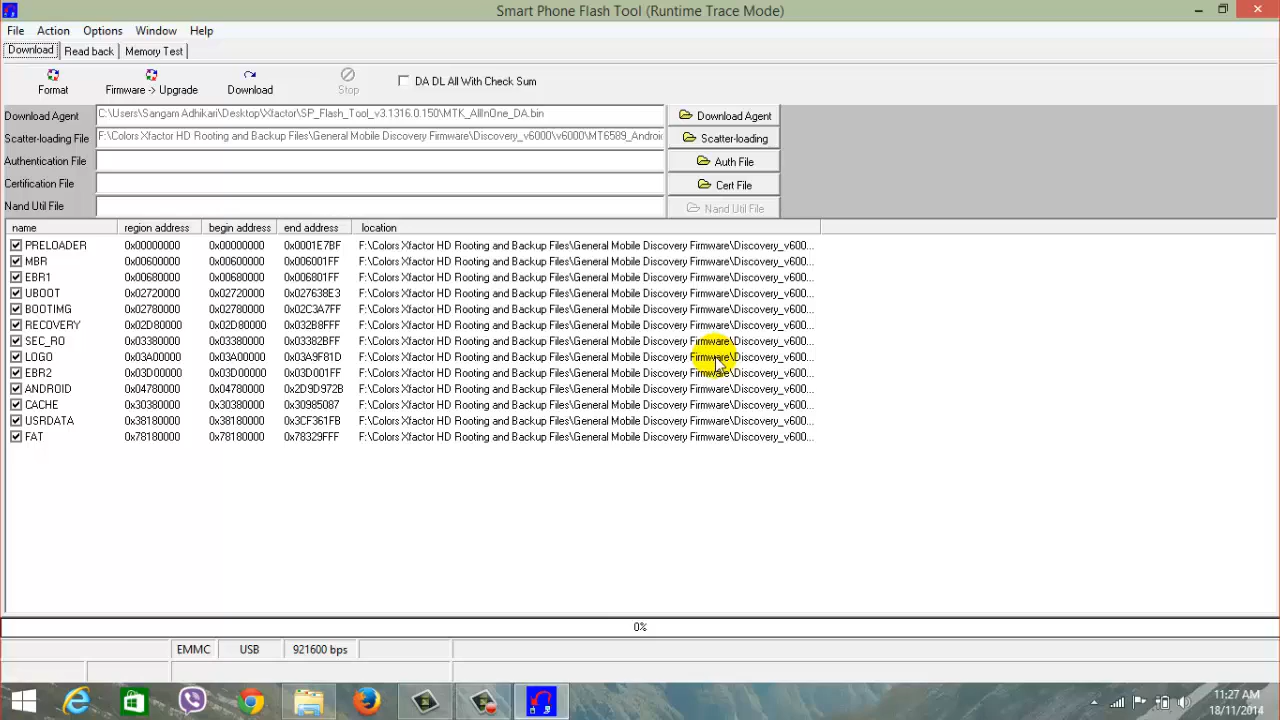 Smart Phone Flash Tool (Runtime Trace Mode)
File Action Options Window Help
Download Read back Memory Test
Format Firmware -> Upgrade Download Stop DA DL All With Check Sum
Download Agent C:\Users\Sangam Adhikari\Desktop\Xfactor\SP_Flash_Tool_v3.1316.0.150\MTK_AllInOne_DA.bin Download Agent
Scatter-loading File F:\Colors Xfactor HD Rooting and Backup Files\General Mobile Discovery Firmware\Discovery_v6000\v6000\MT6589_Androi Scatter-loading
Authentication File Auth File
Certification File Cert File
Nand Util File Nand Util File
name region address begin address end address location
PRELOADER 0x00000000 0x00000000 0x0001E7BF F:\Colors Xfactor HD Rooting and Backup Files\General Mobile Discovery Firmware\Discovery_v600...
MBR 0x00600000 0x00600000 0x006001FF F:\Colors Xfactor HD Rooting and Backup Files\General Mobile Discovery Firmware\Discovery_v600...
EBR1 0x00680000 0x00680000 0x006801FF F:\Colors Xfactor HD Rooting and Backup Files\General Mobile Discovery Firmware\Discovery_v600...
UBOOT 0x02720000 0x02720000 0x027638E3 F:\Colors Xfactor HD Rooting and Backup Files\General Mobile Discovery Firmware\Discovery_v600...
BOOTIMG 0x02780000 0x02780000 0x02C3A7FF F:\Colors Xfactor HD Rooting and Backup Files\General Mobile Discovery Firmware\Discovery_v600...
RECOVERY 0x02D80000 0x02D80000 0x032B8FFF F:\Colors Xfactor HD Rooting and Backup Files\General Mobile Discovery Firmware\Discovery_v600...
SEC_RO 0x03380000 0x03380000 0x03382BFF F:\Colors Xfactor HD Rooting and Backup Files\General Mobile Discovery Firmware\Discovery_v600...
LOGO 0x03A00000 0x03A00000 0x03A9F81D F:\Colors Xfactor HD Rooting and Backup Files\General Mobile Discovery Firmware\Discovery_v600...
EBR2 0x03D00000 0x03D00000 0x03D001FF F:\Colors Xfactor HD Rooting and Backup Files\General Mobile Discovery Firmware\Discovery_v600...
ANDROID 0x04780000 0x04780000 0x2D9D972B F:\Colors Xfactor HD Rooting and Backup Files\General Mobile Discovery Firmware\Discovery_v600...
CACHE 0x30380000 0x30380000 0x30985087 F:\Colors Xfactor HD Rooting and Backup Files\General Mobile Discovery Firmware\Discovery_v600...
USRDATA 0x38180000 0x38180000 0x3CF361FB F:\Colors Xfactor HD Rooting and Backup Files\General Mobile Discovery Firmware\Discovery_v600...
FAT 0x78180000 0x78180000 0x78329FFF F:\Colors Xfactor HD Rooting and Backup Files\General Mobile Discovery Firmware\Discovery_v600...
0%
EMMC USB 921600 bps
11:27 AM
18/11/2014